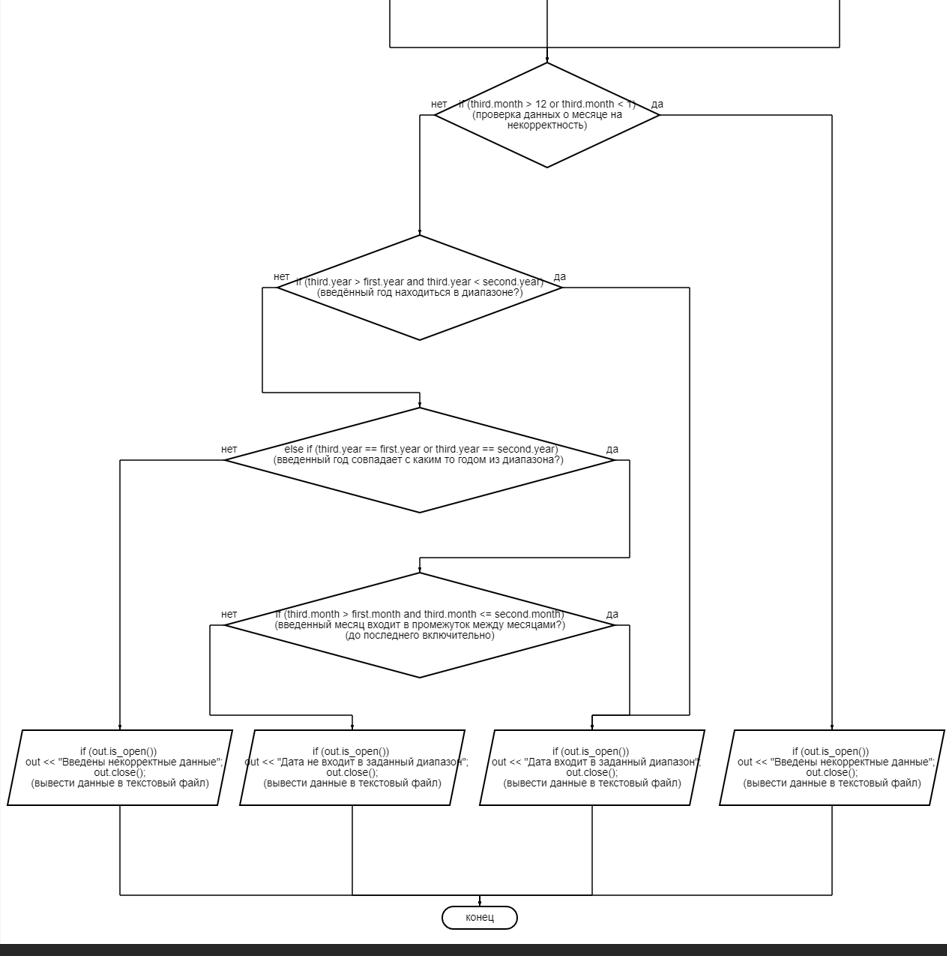 нет
if (third.month > 12 or third.month < 1)
да
(проверка данных о месяце на
некорректность)
нет
if (third.year > first.year and third.year < second.year)
да
(введённый год находиться в диапазоне?)
нет
else if (third.year == first.year or third.year == second.year)
да
(введенный год совпадает с каким то годом из диапазона?)
нет
if (third.month > first.month and third.month <= second.month)
да
(введенный месяц входит в промежуток между месяцами?)
(до последнего включительно)
if (out.is_open())
out << "Введены некорректные данные";
out.close();
(вывести данные в текстовый файл)
if (out.is_open())
out << "Дата не входит в заданный диапазон";
out.close();
(вывести данные в текстовый файл)
if (out.is_open())
out << "Дата входит в заданный диапазон";
out.close();
(вывести данные в текстовый файл)
if (out.is_open())
out << "Введены некорректные данные";
out.close();
(вывести данные в текстовый файл)
конец